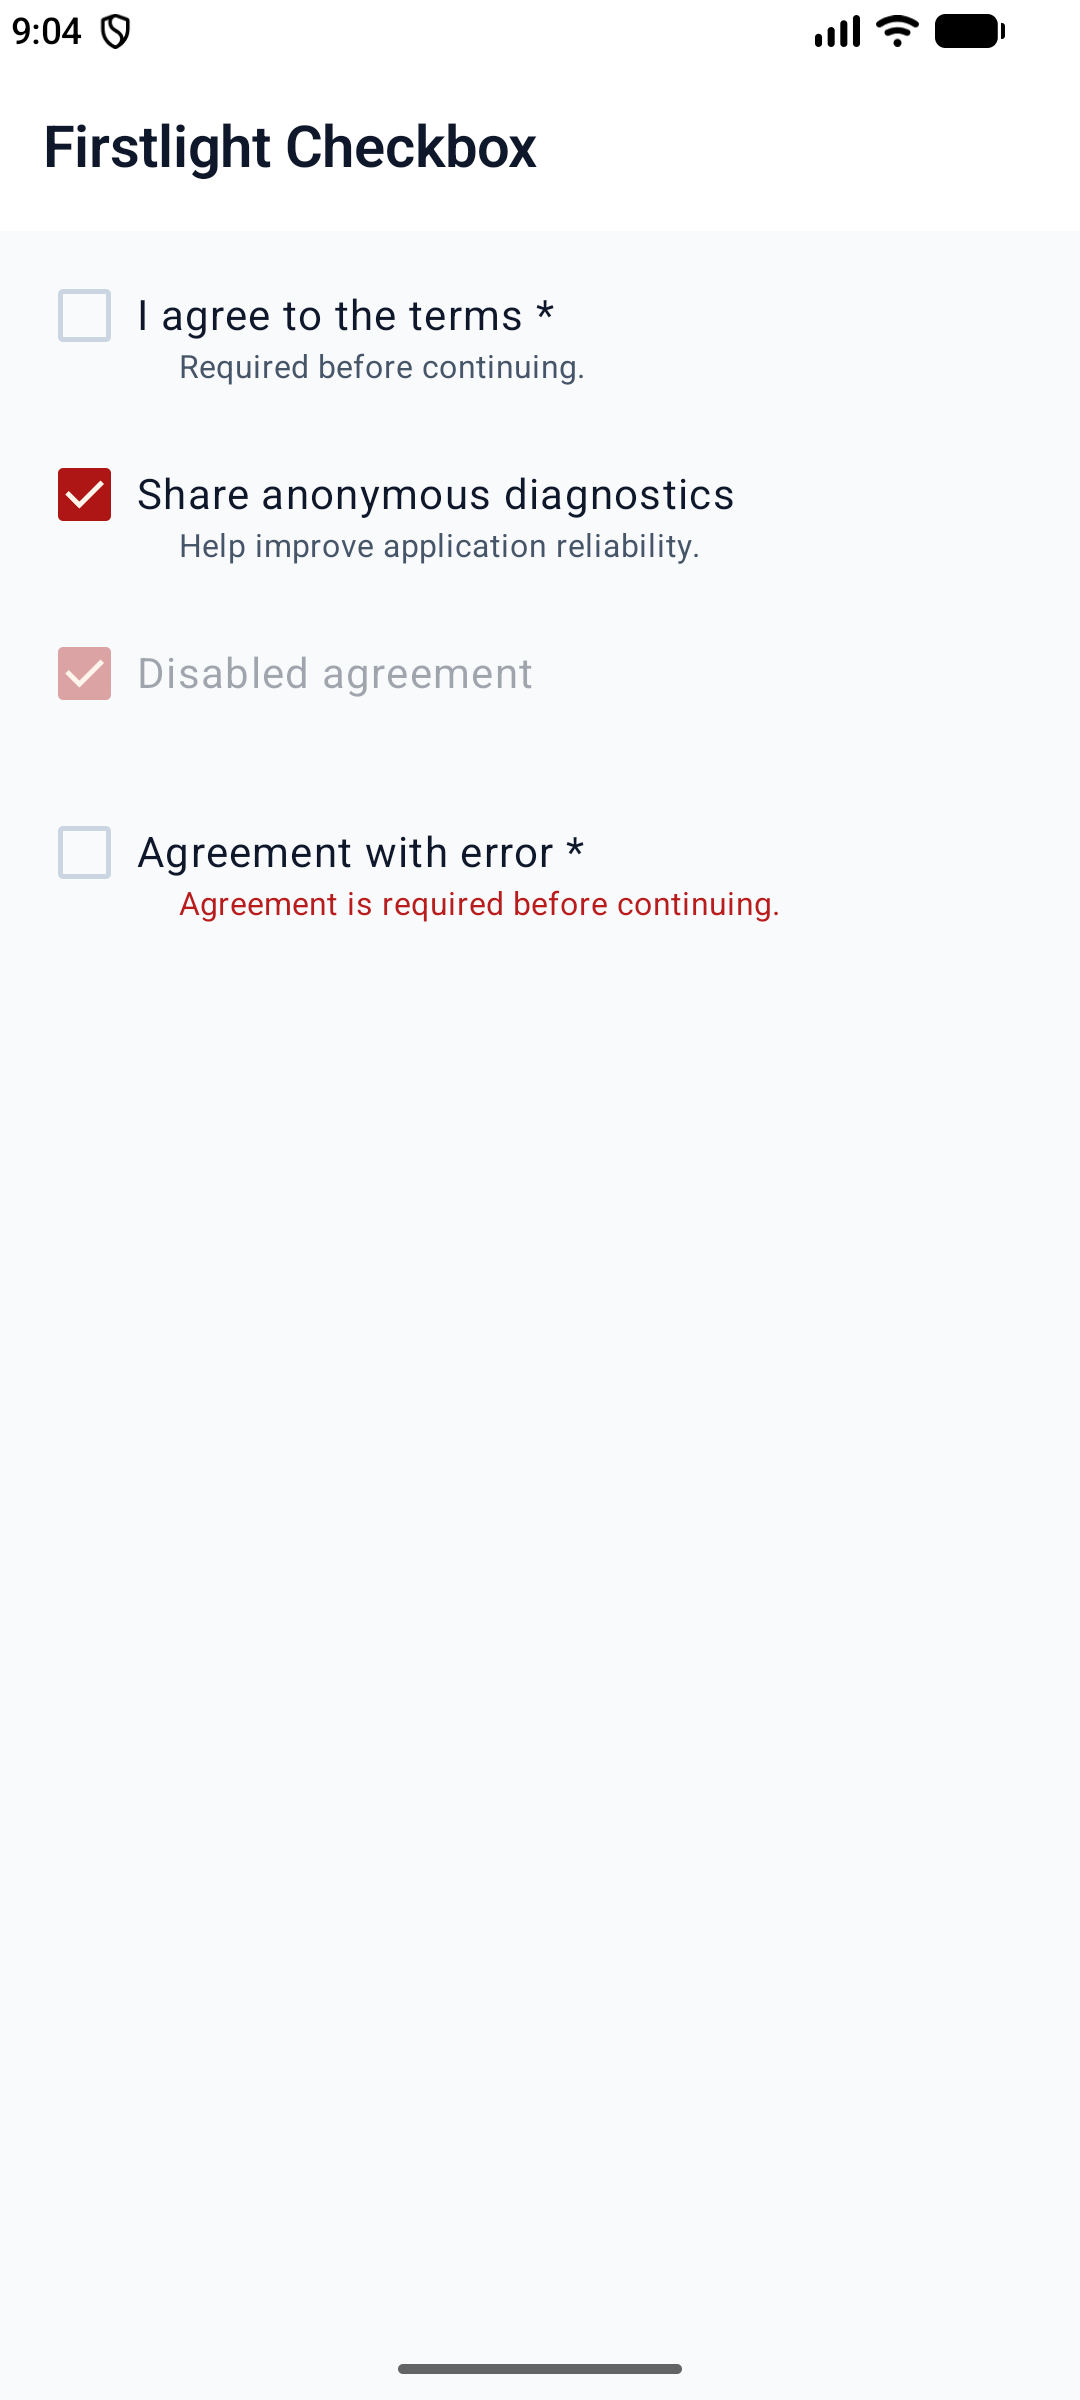 9:04
Firstlight Checkbox
I agree to the terms *
Required before continuing.
Share anonymous diagnostics
Help improve application reliability.
Disabled agreement
Agreement with error *
Agreement is required before continuing.